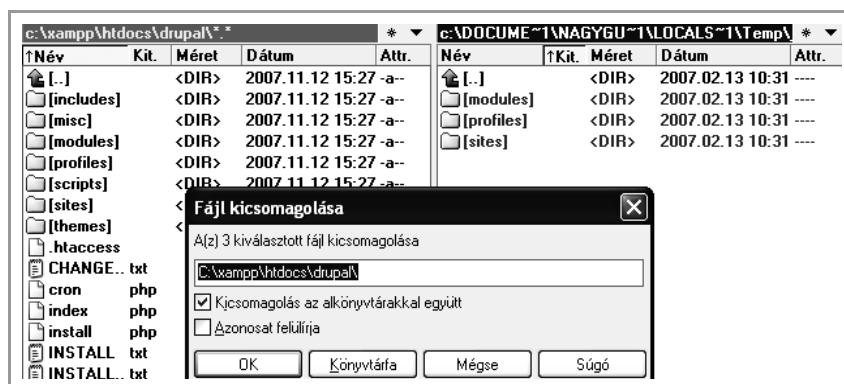 c:\xampp\htdocs\drupal\*.* * ▼
↑Név Kit. Méret Dátum Attr.
[..] <DIR> 2007.11.12 15:27 -a--
[includes] <DIR> 2007.11.12 15:27 -a--
[misc] <DIR> 2007.11.12 15:27 -a--
[modules] <DIR> 2007.11.12 15:27 -a--
[profiles] <DIR> 2007.11.12 15:27 -a--
[scripts] <DIR> 2007.11.12 15:27 -a--
[sites] <
[themes] <
.htaccess
CHANGE.. txt
cron php
index php
install php
INSTALL txt
INSTALL.. txt
c:\DOCUME~1\NAGYGU~1\LOCALS~1\Temp\ * ▼
Név ↑Kit. Méret Dátum Attr.
[..] <DIR> 2007.02.13 10:31 ----
[modules] <DIR> 2007.02.13 10:31 ----
[profiles] <DIR> 2007.02.13 10:31 ----
[sites] <DIR> 2007.02.13 10:31 ----
Fájl kicsomagolása
A(z) 3 kiválasztott fájl kicsomagolása
C:\xampp\htdocs\drupal\
Kicsomagolás az alkönyvtárakkal együtt
Azonosat felülírja
OK Könyvtárfa Mégse Súgó